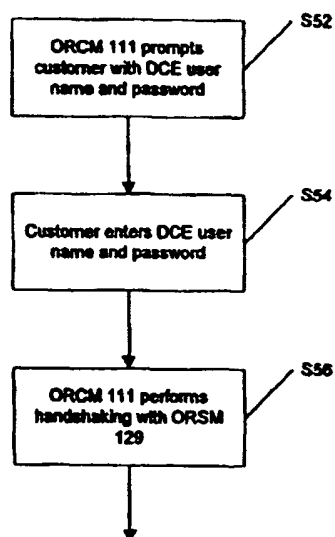 S52
ORCM 111 prompts
customer with DCE user
name and password
S54
Customer enters DCE user
name and password
S56
ORCM 111 performs
handshaking with ORSM
129